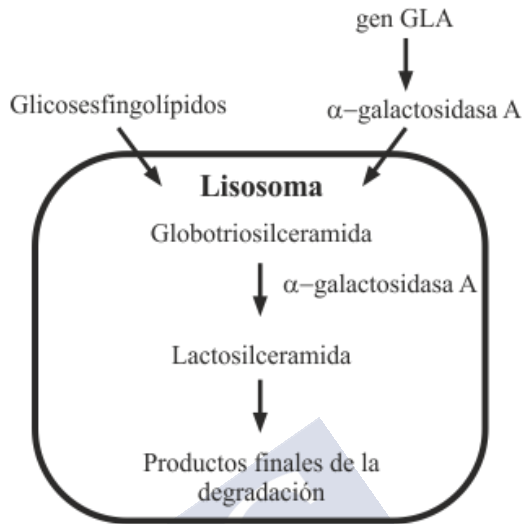 gen GLA
Glicosesfingolípidos
α−galactosidasa A
Lisosoma
Globotriosilceramida
α−galactosidasa A
Lactosilceramida
Productos finales de la
degradación